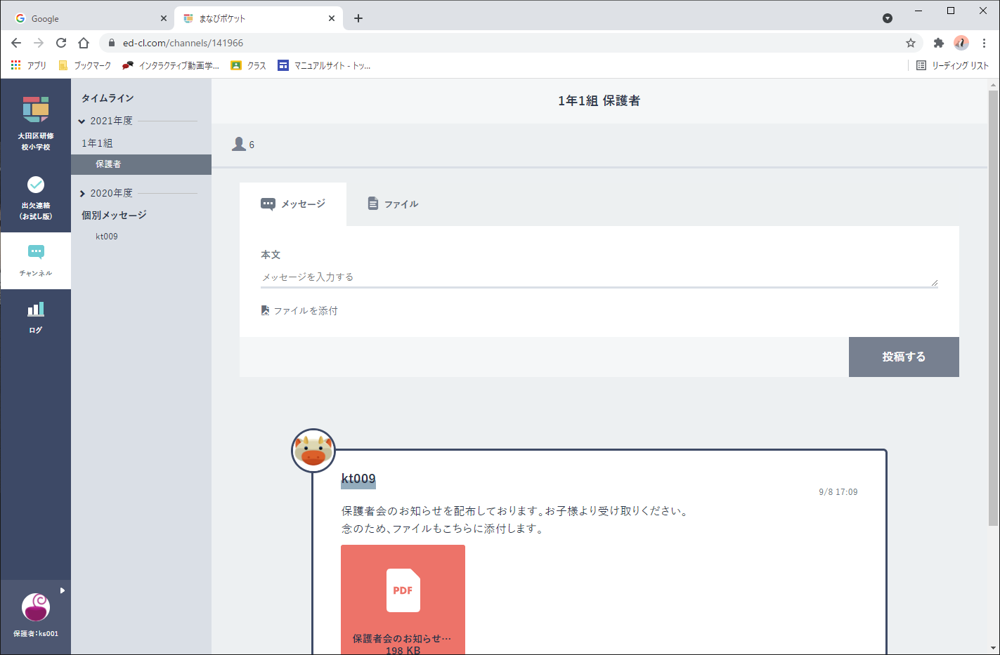 Google
まなびポケット
ed-cl.com/channels/141966
アプリ
ブックマーク
インタラクティブ動画学...
クラス
マニュアルサイト - トッ...
リーディング リスト
大田区研修
校小学校
出欠連絡
(お試し版)
チャンネル
ログ
保護者:ks001
タイムライン
2021年度
1年1組
保護者
2020年度
個別メッセージ
kt009
1年1組 保護者
6
メッセージ
ファイル
本文
メッセージを入力する
ファイルを添付
投稿する
kt009
9/8 17:09
保護者会のお知らせを配布しております。お子様より受け取りください。
念のため、ファイルもこちらに添付します。
PDF
保護者会のお知らせ…
198 KB